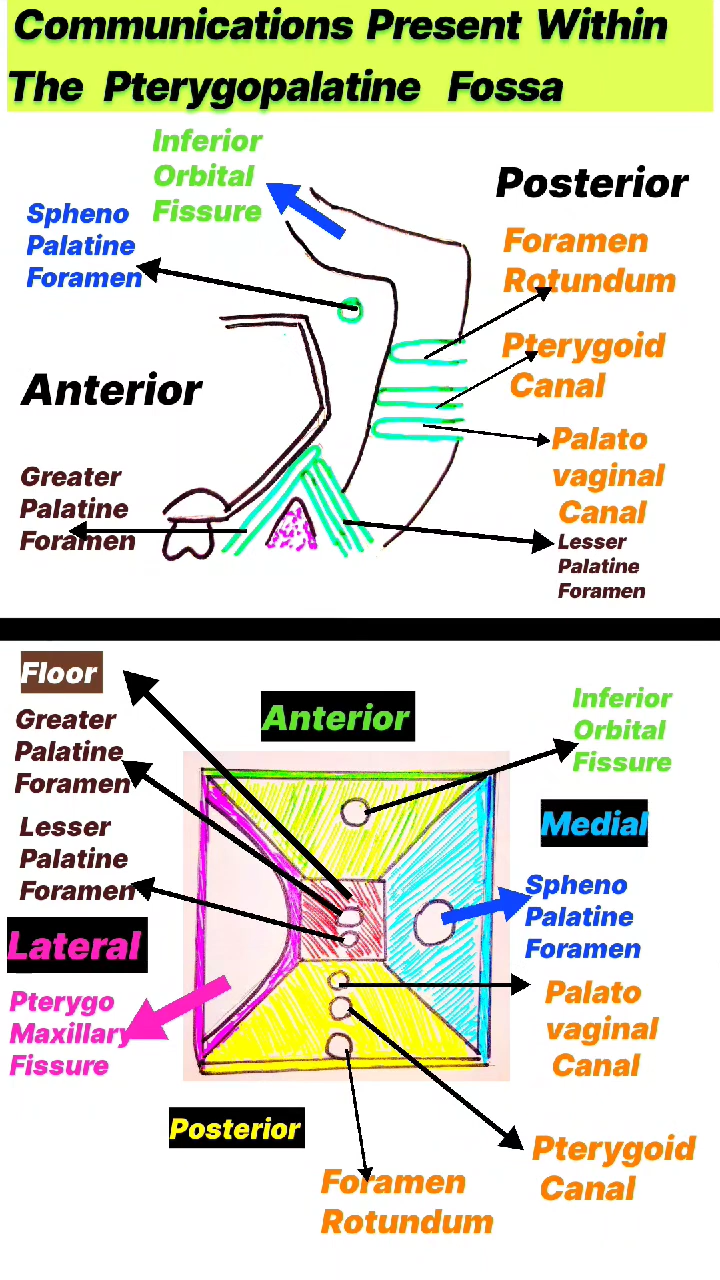 Communications Present Within
The Pterygopalatine Fossa
Inferior
Orbital
Fissure
Spheno
Palatine
Foramen
Posterior
Foramen
Rotundum
Pterygoid
Canal
Anterior
Palato
vaginal
Canal
Greater
Palatine
Foramen
Lesser
Palatine
Foramen
Floor
Greater
Palatine
Foramen
Anterior
Inferior
Orbital
Fissure
Lesser
Palatine
Foramen
Medial
Spheno
Palatine
Foramen
Lateral
Pterygo
Maxillary
Fissure
Palato
vaginal
Canal
Posterior
Pterygoid
Canal
Foramen
Rotundum